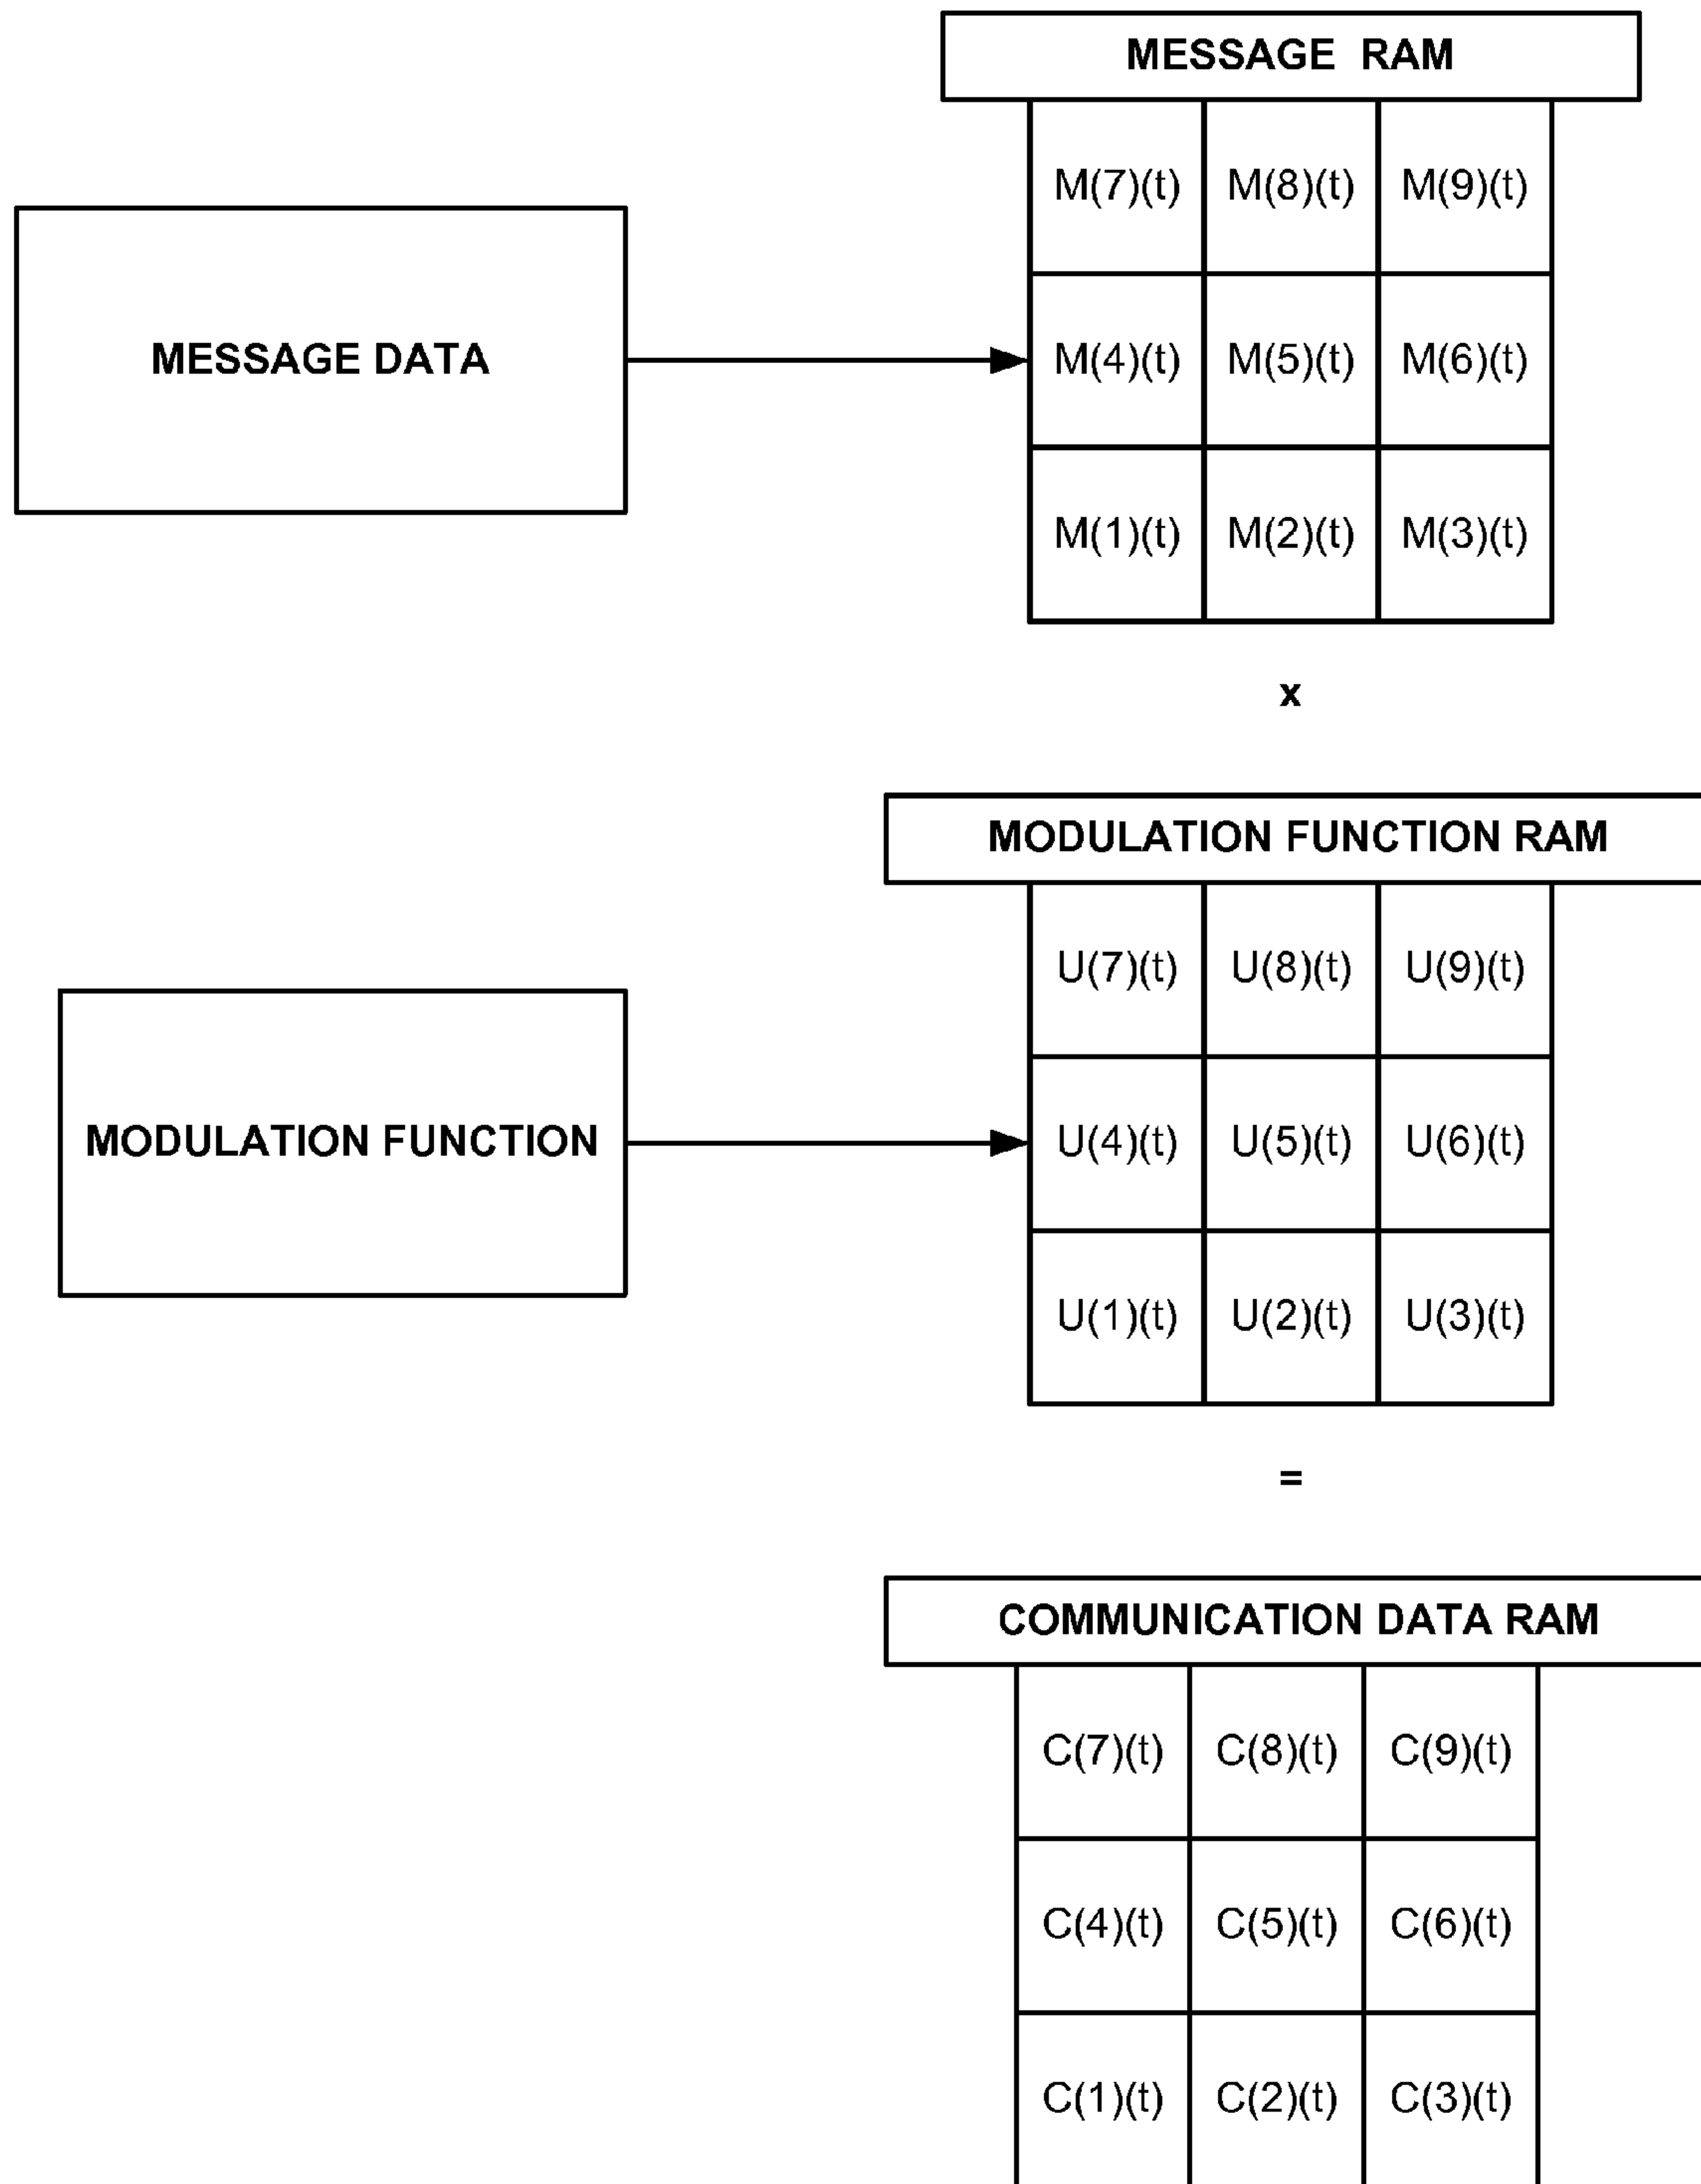 MESSAGE RAM
M(7)(t) M(8)(t) M(9)(t)
MESSAGE DATA
M(4)(t) M(5)(t) M(6)(t)
M(1)(t) M(2)(t) M(3)(t)
x
MODULATION FUNCTION RAM
U(7)(t) U(8)(t) U(9)(t)
MODULATION FUNCTION
U(4)(t) U(5)(t) U(6)(t)
U(1)(t) U(2)(t) U(3)(t)
=
COMMUNICATION DATA RAM
C(7)(t) C(8)(t) C(9)(t)
C(4)(t) C(5)(t) C(6)(t)
C(1)(t) C(2)(t) C(3)(t)